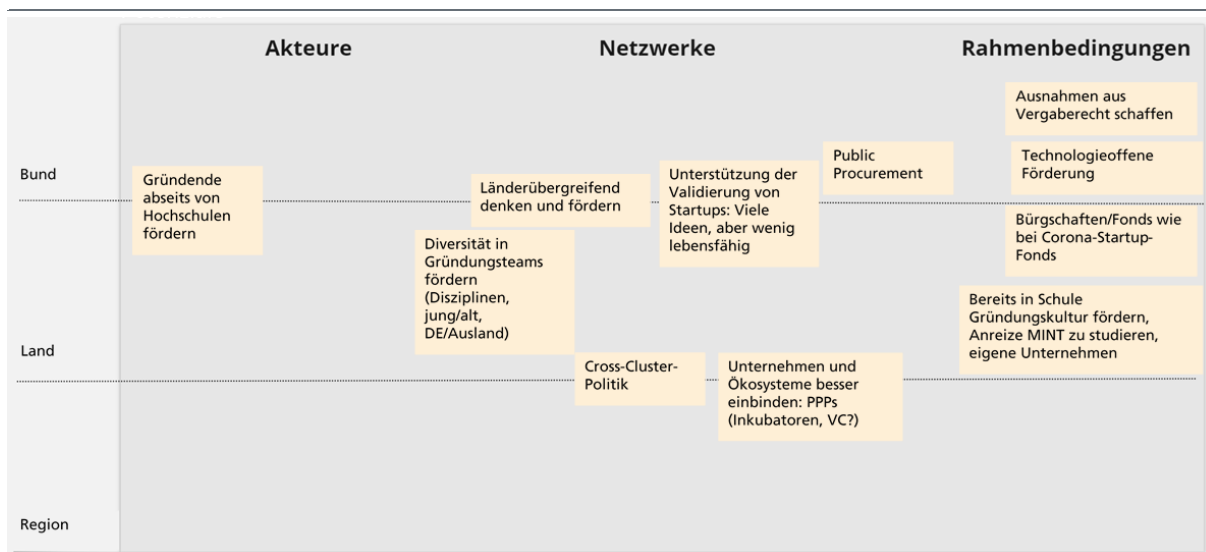 Akteure
Netzwerke
Rahmenbedingungen
Ausnahmen aus
Vergaberecht schaffen
Bund
Gründende
abseits von
Hochschulen
fördern
Länderübergreifend
denken und fördern
Unterstützung der
Validierung von
Startups: Viele
Ideen, aber wenig
lebensfähig
Public
Procurement
Technologieoffene
Förderung
Diversität in
Gründungsteams
fördern
(Disziplinen,
jung/alt,
DE/Ausland)
Bürgschaften/Fonds wie
bei Corona-Startup-
Fonds
Bereits in Schule
Gründungskultur fördern,
Anreize MINT zu studieren,
eigene Unternehmen
Land
Cross-Cluster-
Politik
Unternehmen und
Ökosysteme besser
einbinden: PPPs
(Inkubatoren, VC?)
Region